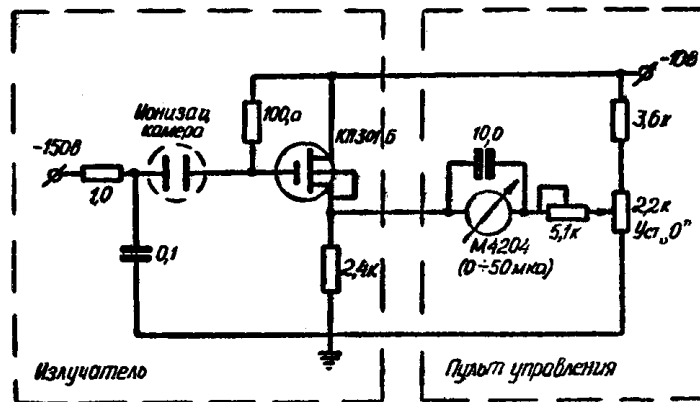 -10в
Ионизац.
камера
100,0
КП301Б
3,6к
10,0
-150в
1,0
2,2к
Уст „0”
0,1
5,1к
М4204
(0÷50мка)
2,4к
Излучатель
Пульт управления